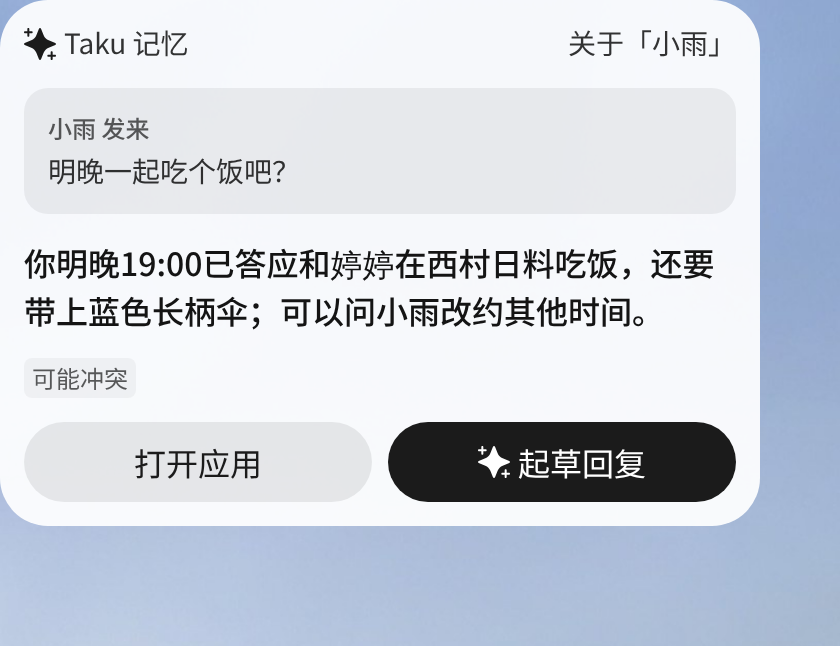 Taku 记忆
关于「小雨」
小雨 发来
明晚一起吃个饭吧?
你明晚19:00已答应和婷婷在西村日料吃饭，还要
带上蓝色长柄伞；可以问小雨改约其他时间。
可能冲突
打开应用
起草回复